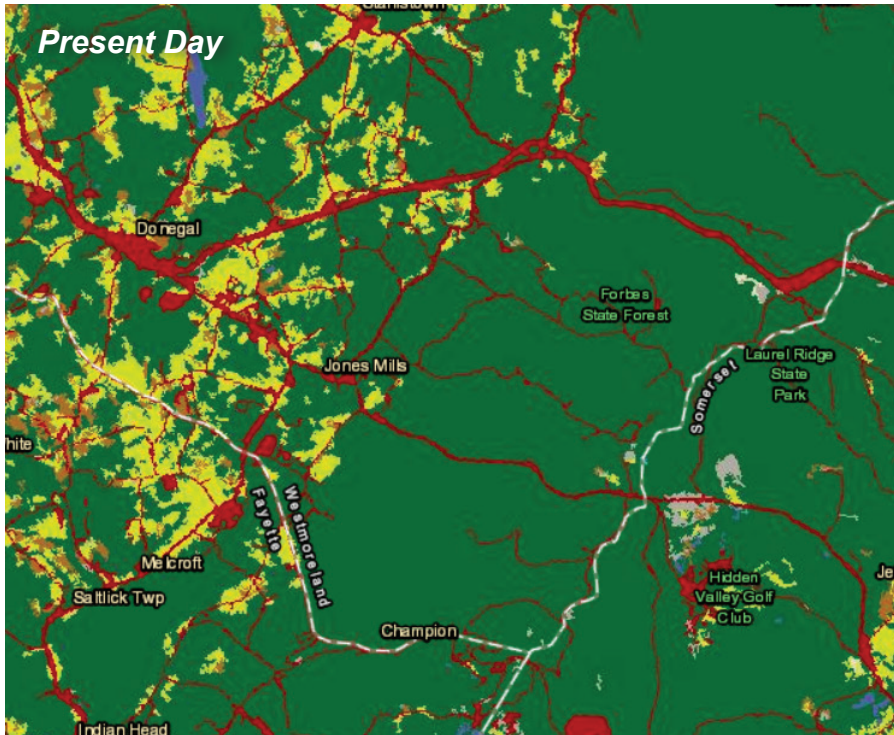 Present Day
Donegal
Forbes
State Forest
Jones Mills
Laurel Ridge
State
Park
Somerset
Westmoreland
Fayette
Melcroft
Saltlick Twp
Hidden
Valley Golf
Club
Champion
Indian Head